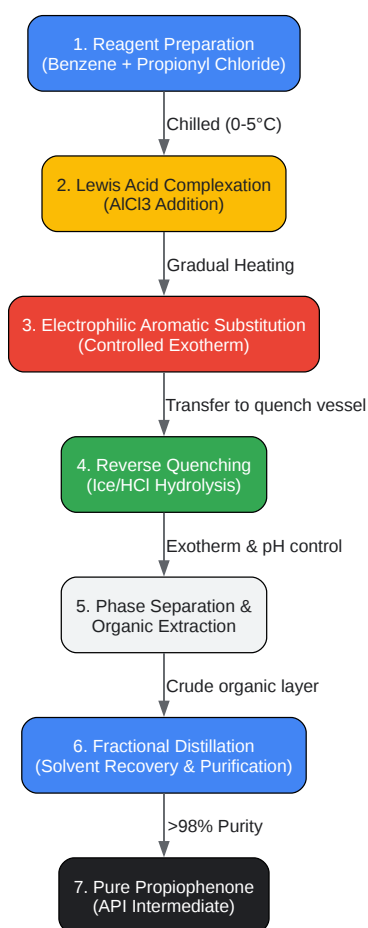 1. Reagent Preparation
(Benzene + Propionyl Chloride)
Chilled (0-5°C)
2. Lewis Acid Complexation
(AlCl3 Addition)
Gradual Heating
3. Electrophilic Aromatic Substitution
(Controlled Exotherm)
Transfer to quench vessel
4. Reverse Quenching
(Ice/HCl Hydrolysis)
Exotherm & pH control
5. Phase Separation &
Organic Extraction
Crude organic layer
6. Fractional Distillation
(Solvent Recovery & Purification)
>98% Purity
7. Pure Propiophenone
(API Intermediate)